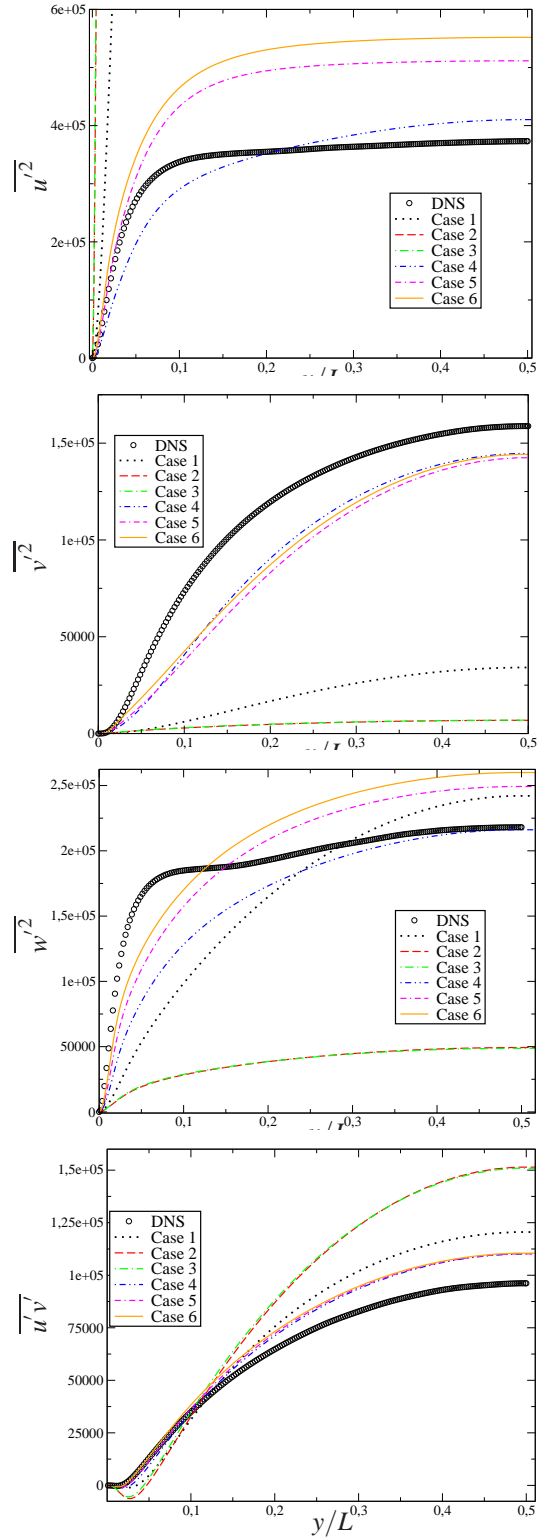 6e+05
4e+05
2e+05
0
u'²
DNS
Case 1
Case 2
Case 3
Case 4
Case 5
Case 6
0 0,1 0,2 0,3 0,4 0,5
1,5e+05
1e+05
50000
0
v'²
DNS
Case 1
Case 2
Case 3
Case 4
Case 5
Case 6
0 0,1 0,2 0,3 0,4 0,5
2,5e+05
2e+05
1,5e+05
1e+05
50000
0
w'²
DNS
Case 1
Case 2
Case 3
Case 4
Case 5
Case 6
0 0,1 0,2 0,3 0,4 0,5
1,5e+05
1,25e+05
1e+05
75000
50000
25000
0
u'v'
DNS
Case 1
Case 2
Case 3
Case 4
Case 5
Case 6
0,1 0,2 0,3 0,4 0,5
y/L